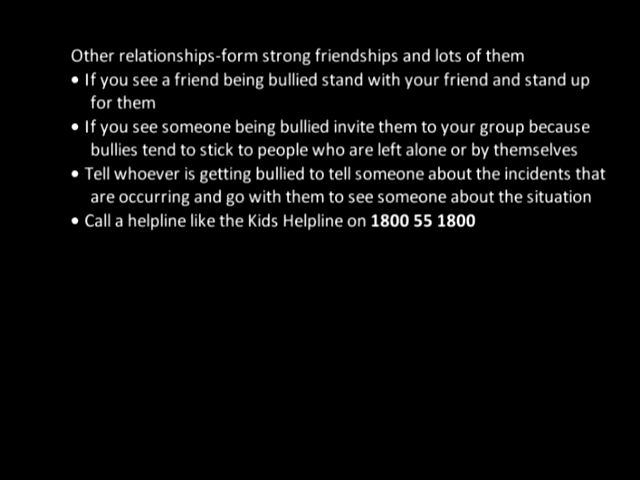 Other relationships-form strong friendships and lots of them
• If you see a friend being bullied stand with your friend and stand up
for them
• If you see someone being bullied invite them to your group because
bullies tend to stick to people who are left alone or by themselves
• Tell whoever is getting bullied to tell someone about the incidents that
are occurring and go with them to see someone about the situation
• Call a helpline like the Kids Helpline on 1800 55 1800